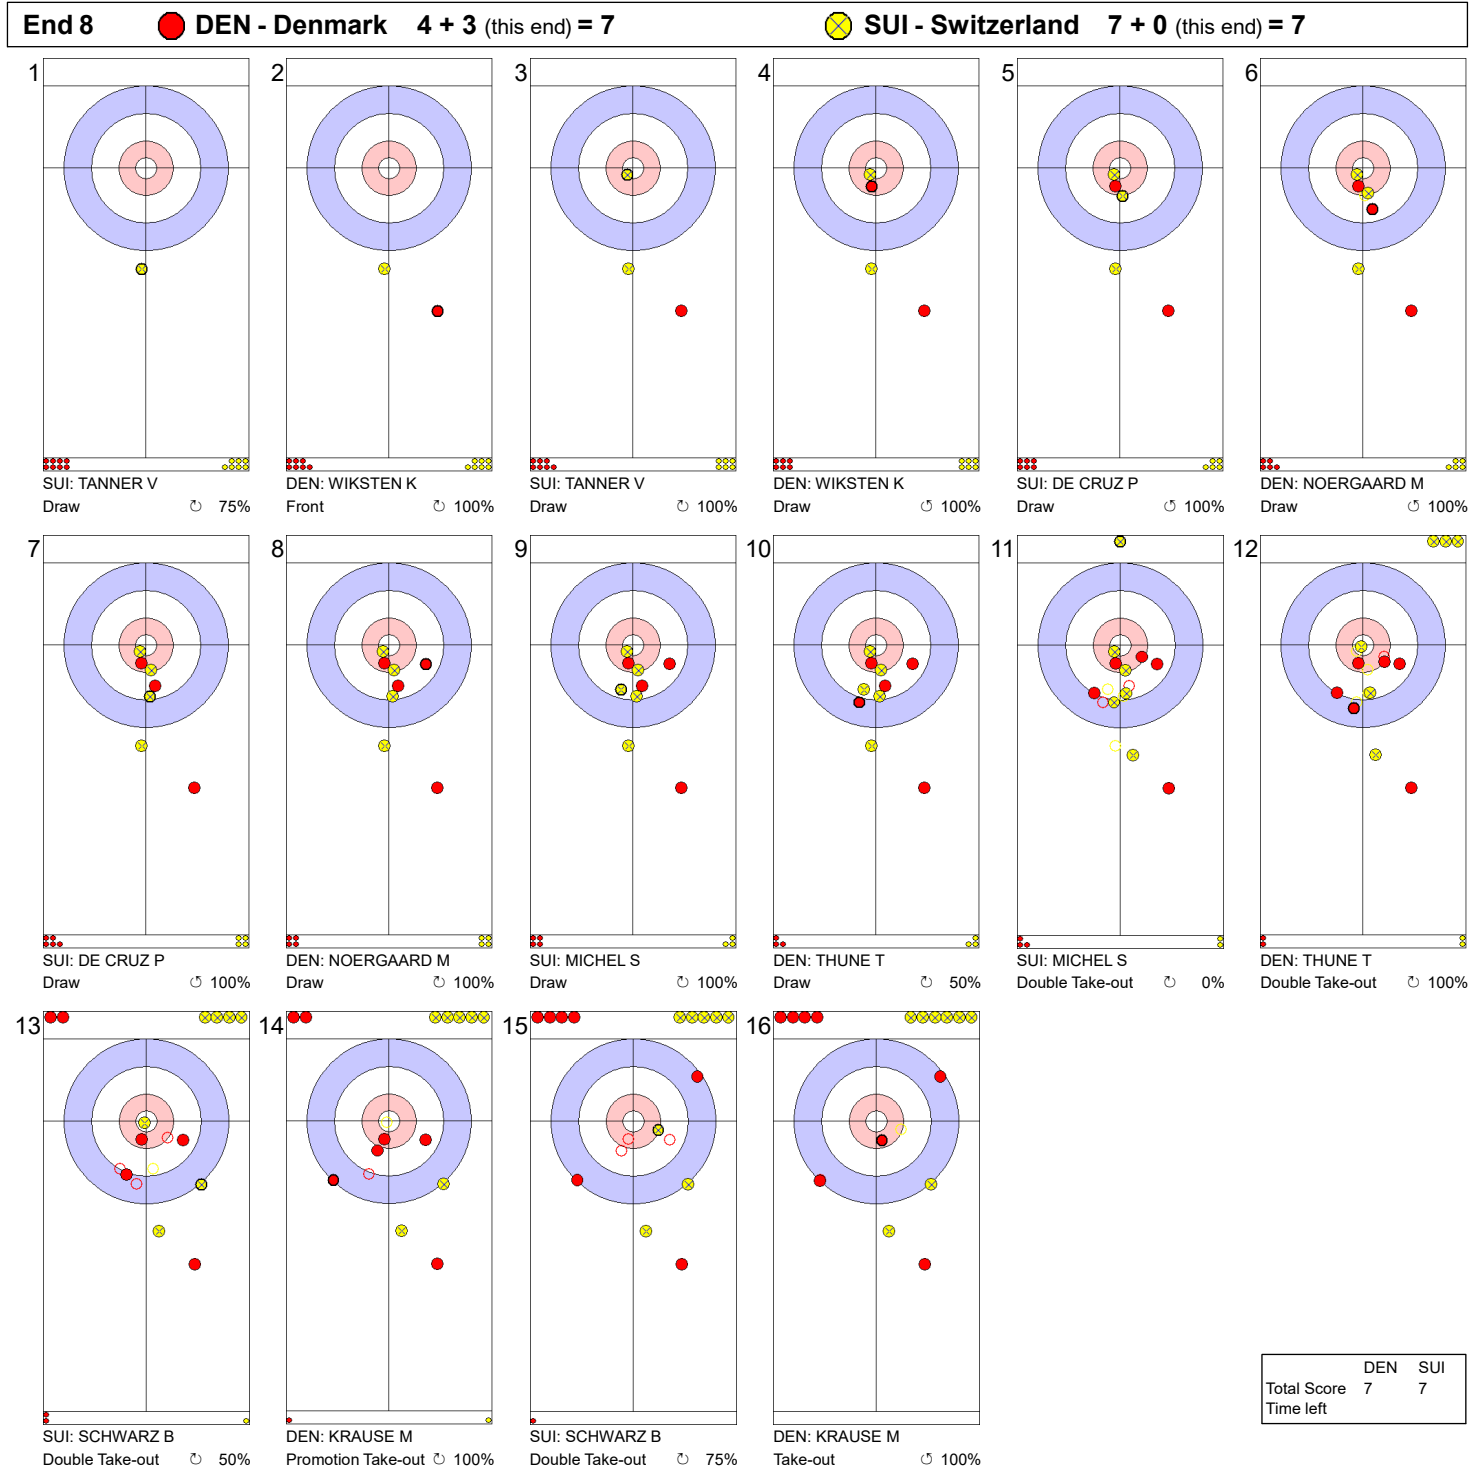 End 8 DEN - Denmark 4 + 3 (this end) = 7 SUI - Switzerland 7 + 0 (this end) = 7
1 2 3 4 5 6
SUI: TANNER V DEN: WIKSTEN K SUI: TANNER V DEN: WIKSTEN K SUI: DE CRUZ P DEN: NOERGAARD M
Draw ↻ 75% Front ↻ 100% Draw ↻ 100% Draw ↺ 100% Draw ↺ 100% Draw ↺ 100%
7 8 9 10 11 12
SUI: DE CRUZ P DEN: NOERGAARD M SUI: MICHEL S DEN: THUNE T SUI: MICHEL S DEN: THUNE T
Draw ↺ 100% Draw ↻ 100% Draw ↺ 100% Draw ↺ 50% Double Take-out ↻ 0% Double Take-out ↻ 100%
13 14 15 16
SUI: SCHWARZ B DEN: KRAUSE M SUI: SCHWARZ B DEN: KRAUSE M
Double Take-out ↻ 50% Promotion Take-out ↻ 100% Double Take-out ↻ 75% Take-out ↺ 100%
DEN SUI
Total Score 7 7
Time left